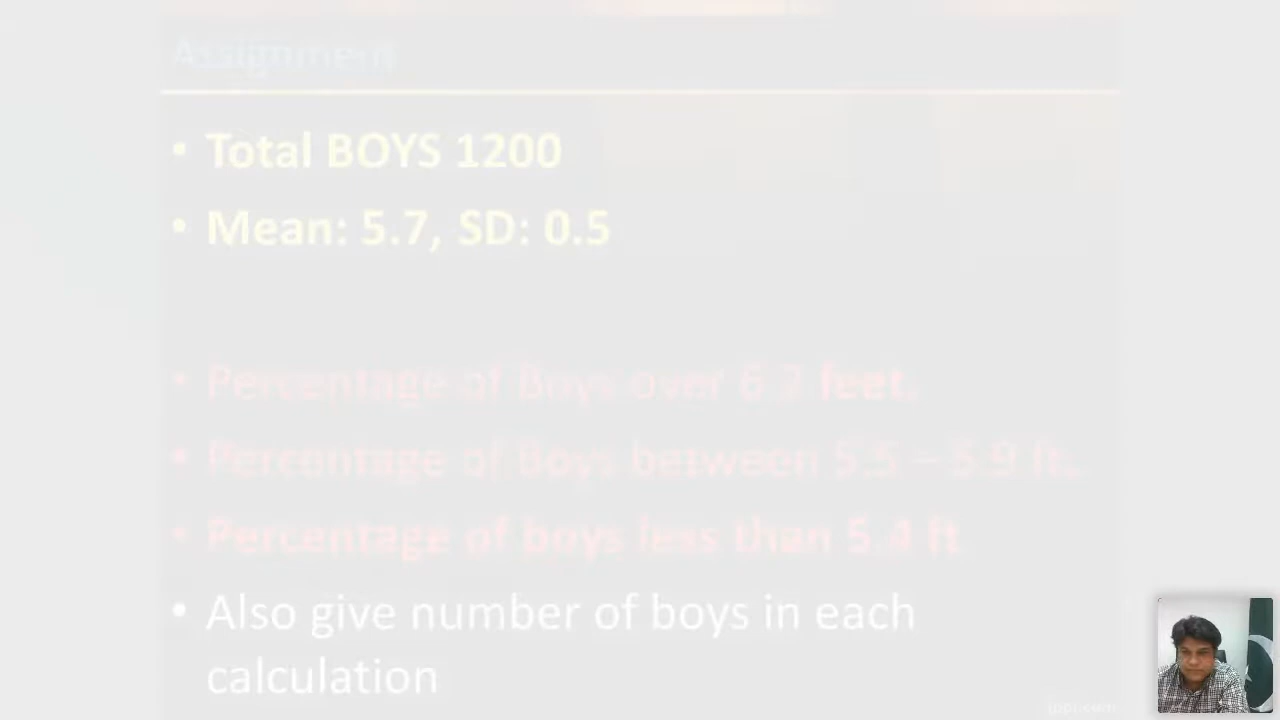 Assignment
• Total BOYS 1200
• Mean: 5.7, SD: 0.5
• Percentage of Boys over 6.2 feet.
• Percentage of Boys between 5.5 – 5.9 ft.
• Percentage of boys less than 5.4 ft
• Also give number of boys in each
calculation